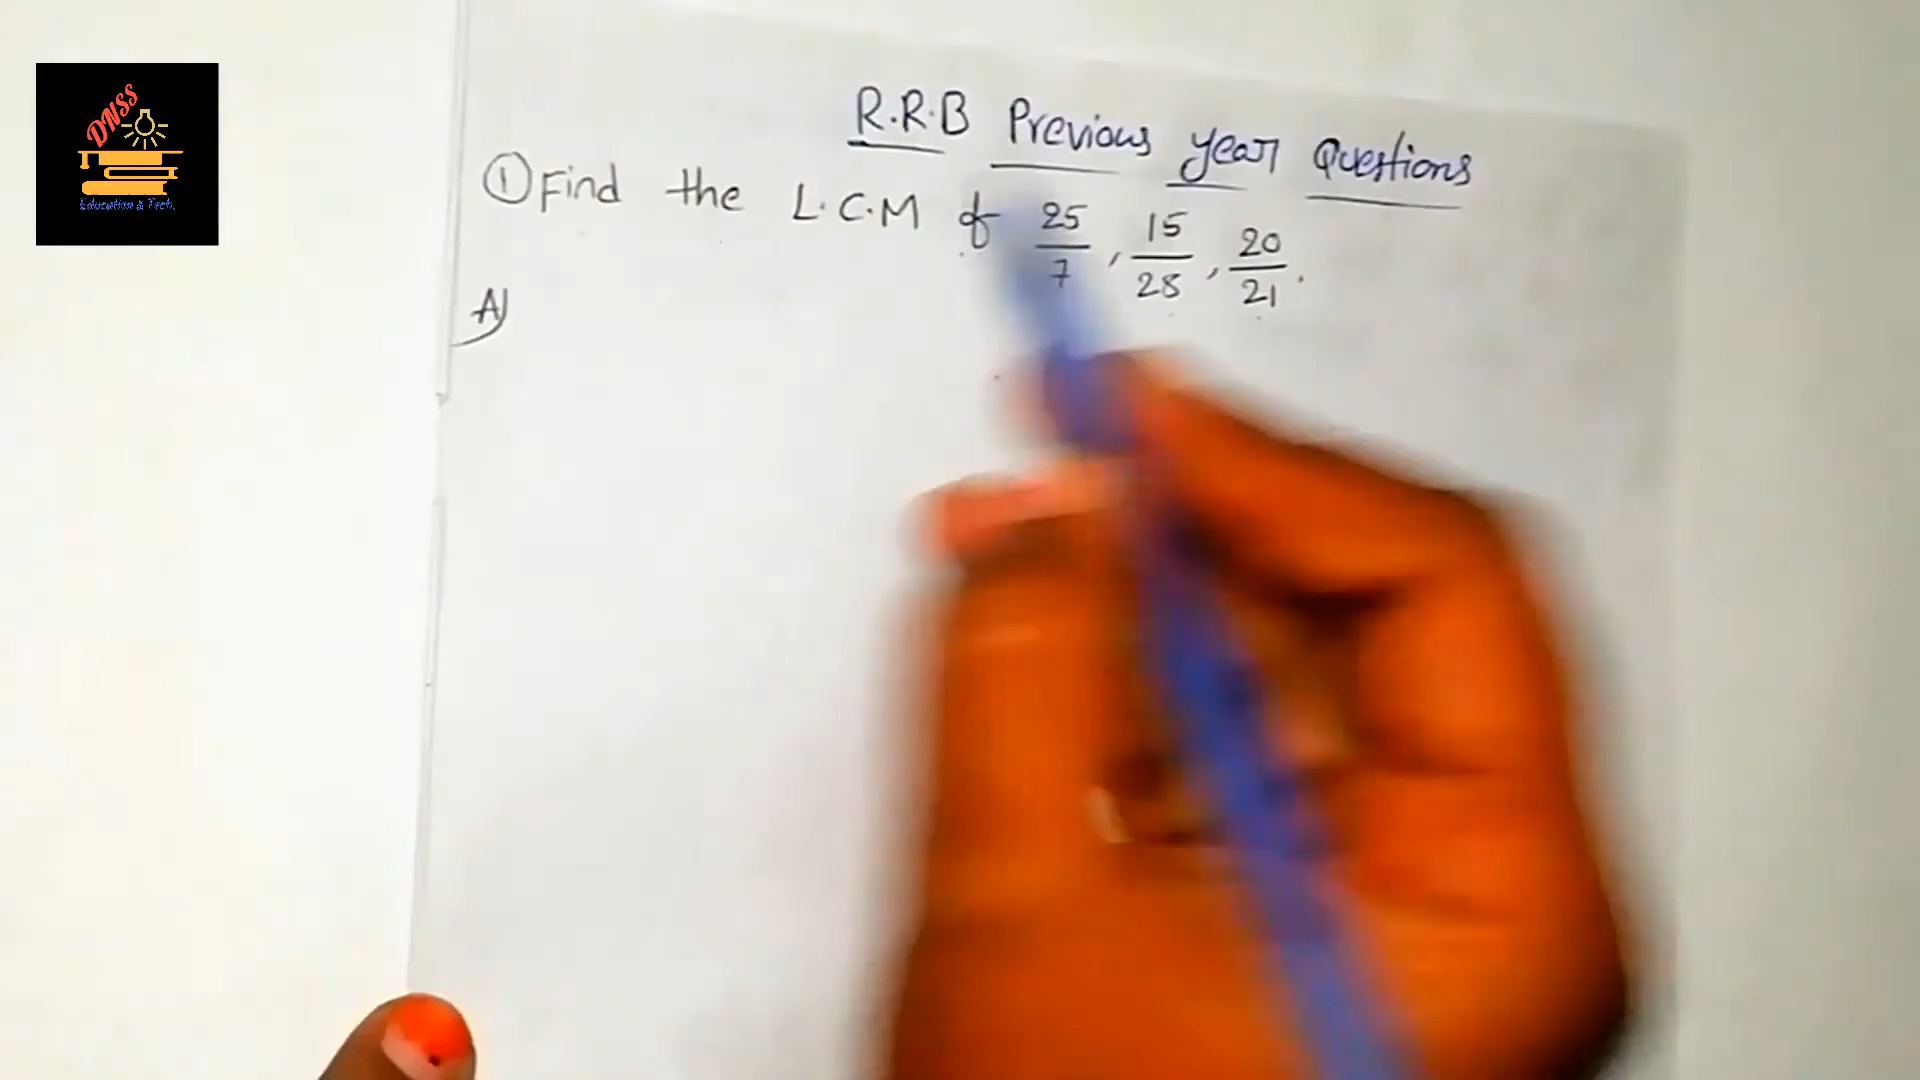 DNSS
Education & Tech.
R.R.B Previous year Questions
① Find the L.C.M of 25/7, 15/28, 20/21.
A)